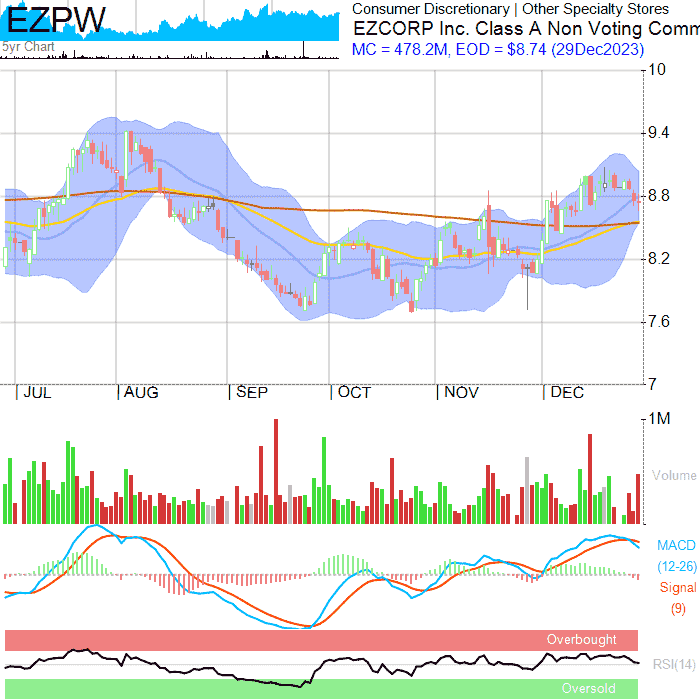 EZPW
5yr Chart
Consumer Discretionary | Other Specialty Stores
EZCORP Inc. Class A Non Voting Comm
MC = 478.2M, EOD = $8.74 (29Dec2023)
10
9.4
8.8
8.2
7.6
7
| JUL | AUG | SEP | OCT | NOV | DEC
1M
Volume
MACD
(12-26)
Signal
(9)
Overbought
RSI(14)
Oversold